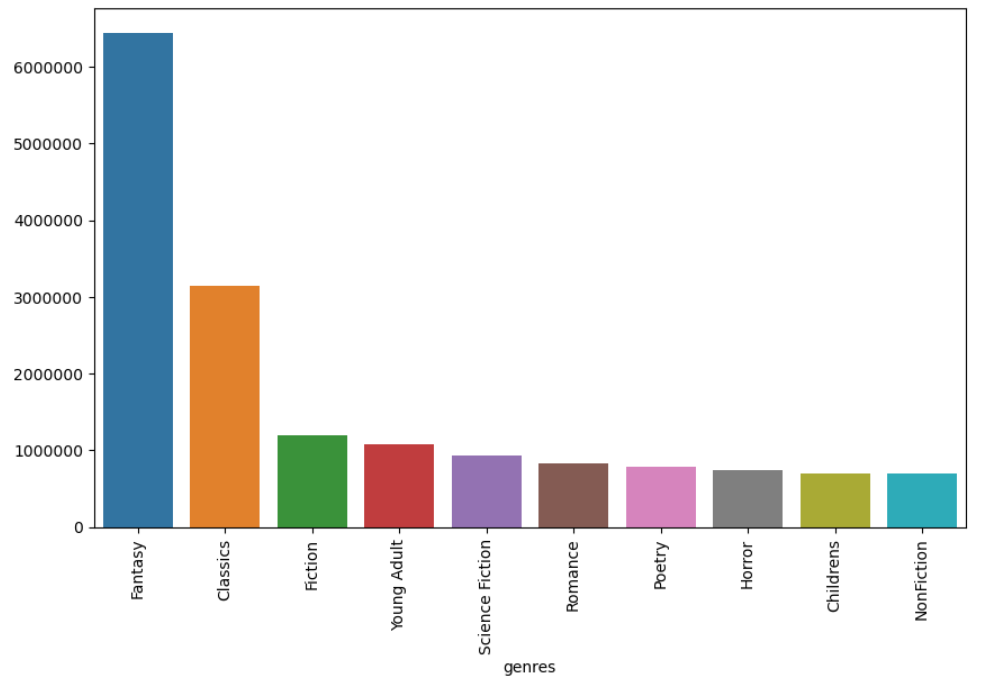 6000000
5000000
4000000
3000000
2000000
1000000
0
Fantasy
Classics
Fiction
Young Adult
Science Fiction
Romance
Poetry
Horror
Childrens
NonFiction
genres